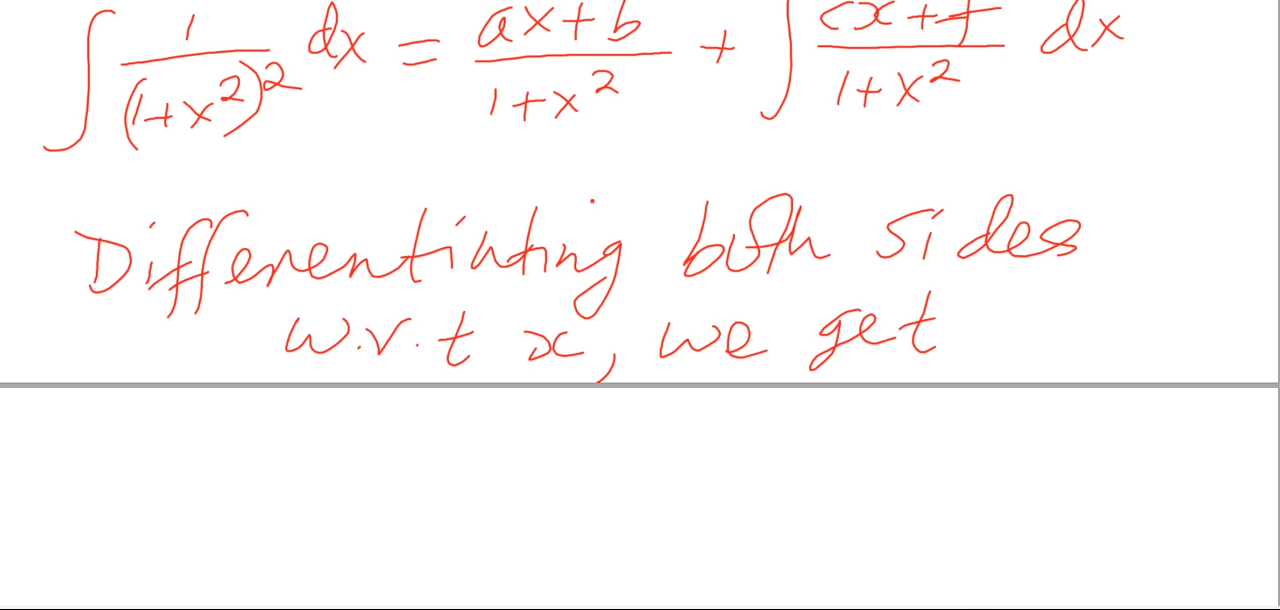 ∫ 1/(1+x²)² dx = (ax+b)/(1+x²) + ∫ (cx+f)/(1+x²) dx
Differentiating both sides
w.r.t x, we get